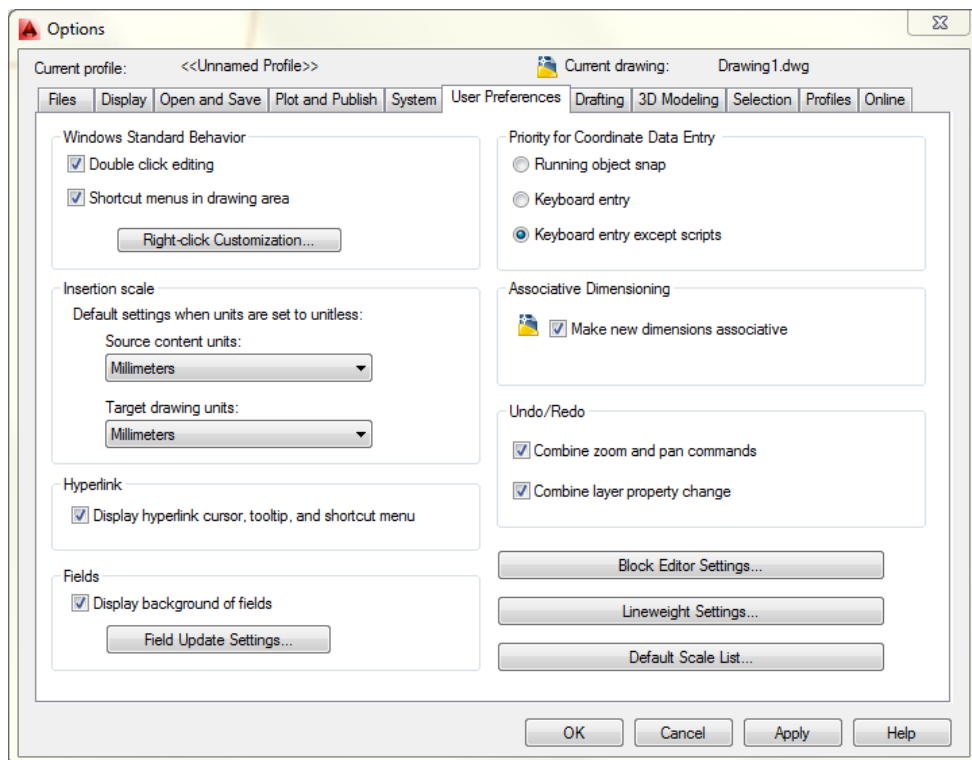 Options
Current profile: <<Unnamed Profile>> Current drawing: Drawing1.dwg
Files Display Open and Save Plot and Publish System User Preferences Drafting 3D Modeling Selection Profiles Online
Windows Standard Behavior
Double click editing
Shortcut menus in drawing area
Right-click Customization...
Insertion scale
Default settings when units are set to unitless:
Source content units:
Millimeters
Target drawing units:
Millimeters
Hyperlink
Display hyperlink cursor, tooltip, and shortcut menu
Fields
Display background of fields
Field Update Settings...
Priority for Coordinate Data Entry
Running object snap
Keyboard entry
Keyboard entry except scripts
Associative Dimensioning
Make new dimensions associative
Undo/Redo
Combine zoom and pan commands
Combine layer property change
Block Editor Settings...
Lineweight Settings...
Default Scale List...
OK Cancel Apply Help